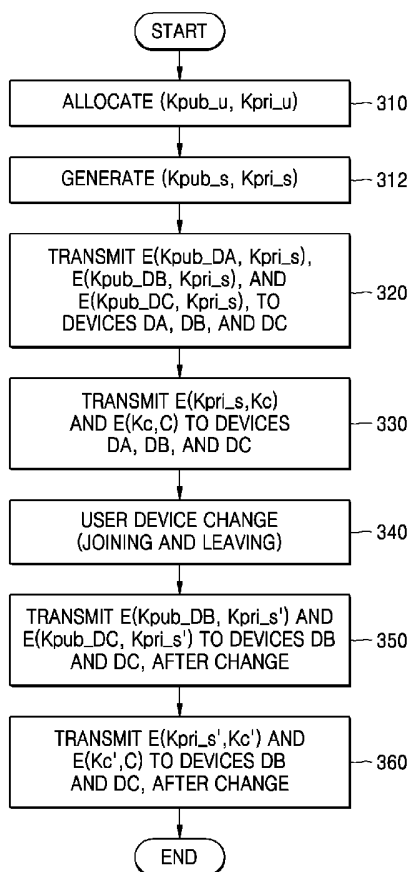 START
ALLOCATE (Kpub_u, Kpri_u)
310
GENERATE (Kpub_s, Kpri_s)
312
TRANSMIT E(Kpub_DA, Kpri_s),
E(Kpub_DB, Kpri_s), AND
E(Kpub_DC, Kpri_s), TO
DEVICES DA, DB, AND DC
320
TRANSMIT E(Kpri_s,Kc)
AND E(Kc,C) TO DEVICES
DA, DB, AND DC
330
USER DEVICE CHANGE
(JOINING AND LEAVING)
340
TRANSMIT E(Kpub_DB, Kpri_s') AND
E(Kpub_DC, Kpri_s') TO DEVICES DB
AND DC, AFTER CHANGE
350
TRANSMIT E(Kpri_s',Kc') AND
E(Kc',C) TO DEVICES DB
AND DC, AFTER CHANGE
360
END